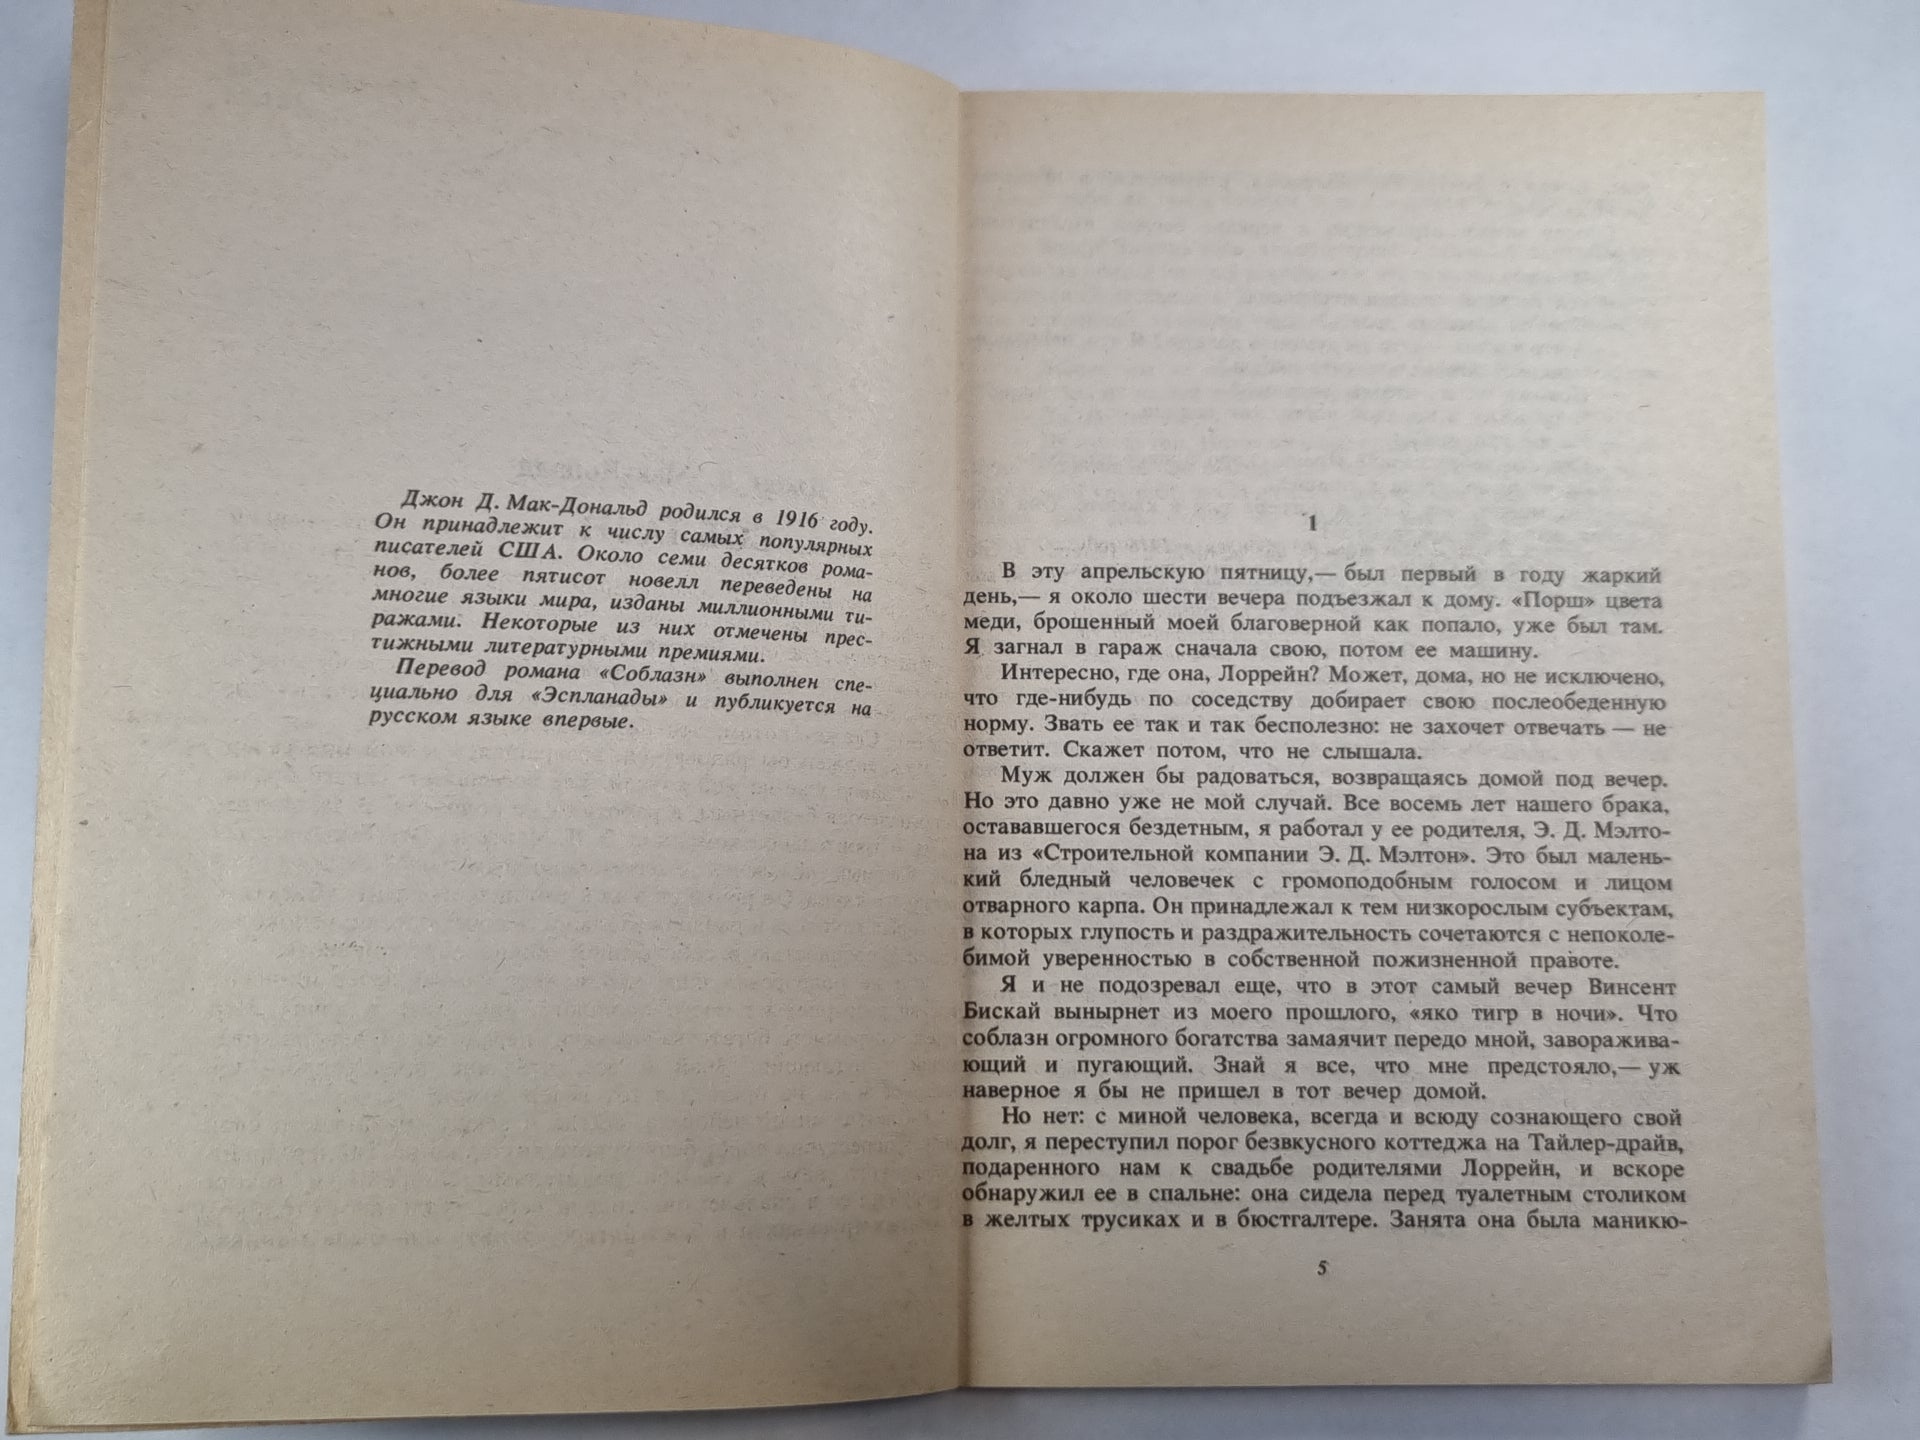 Джон Д. Мак-Дональд родился в 1916 году.
Он принадлежит к числу самых популярных
писателей США. Около семи десятков рома-
нов, более пятисот новелл переведены на
многие языки мира, изданы миллионными ти-
ражами. Некоторые из них отмечены прес-
тижными литературными премиями.
Перевод романа «Соблазн» выполнен спе-
циально для «Эспланады» и публикуется на
русском языке впервые.
1
В эту апрельскую пятницу,— был первый в году жаркий
день,— я около шести вечера подъезжал к дому. «Порш» цвета
меди, брошенный моей благоверной как попало, уже был там.
Я загнал в гараж сначала свою, потом ее машину.
Интересно, где она, Лоррейн? Может, дома, но не исключено,
что где-нибудь по соседству добирает свою послеобеденную
норму. Звать ее так и так бесполезно: не захочет отвечать — не
ответит. Скажет потом, что не слышала.
Муж должен бы радоваться, возвращаясь домой под вечер.
Но это давно уже не мой случай. Все восемь лет нашего брака,
остававшегося бездетным, я работал у ее родителя, Э. Д. Мэлто-
на из «Строительной компании Э. Д. Мэлтон». Это был малень-
кий бледный человечек с громоподобным голосом и лицом
отварного карпа. Он принадлежал к тем низкорослым субъектам,
в которых глупость и раздражительность сочетаются с непоколе-
бимой уверенностью в собственной пожизненной правоте.
Я и не подозревал еще, что в этот самый вечер Винсент
Бискай вынырнет из моего прошлого, «яко тигр в ночи». Что
соблазн огромного богатства замаячит передо мной, заворажива-
ющий и пугающий. Знай я все, что мне предстояло,— уж
наверное я бы не пришел в тот вечер домой.
Но нет: с миной человека, всегда и всюду сознающего свой
долг, я переступил порог безвкусного коттеджа на Тайлер-драйв,
подаренного нам к свадьбе родителями Лоррейн, и вскоре
обнаружил ее в спальне: она сидела перед туалетным столиком
в желтых трусиках и в бюстгалтере. Занята она была маникю-
5